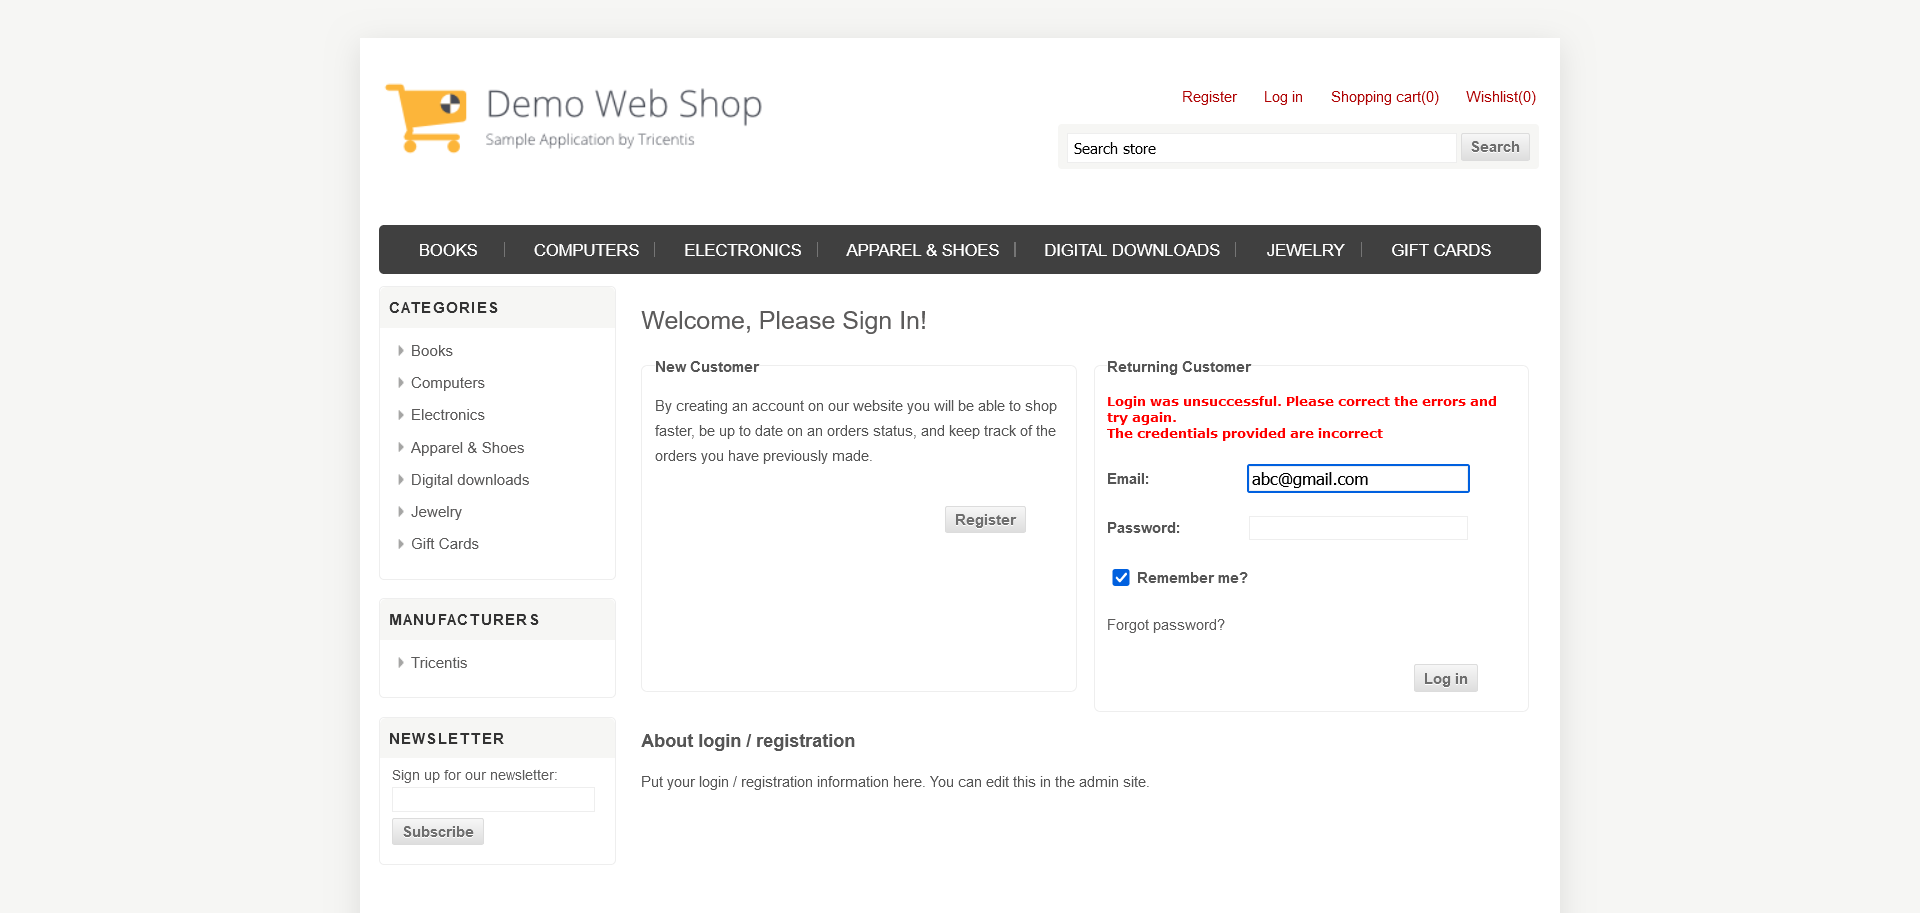 Demo Web Shop
Sample Application by Tricentis
Register Log in Shopping cart(0) Wishlist(0)
Search store Search
BOOKS COMPUTERS ELECTRONICS APPAREL & SHOES DIGITAL DOWNLOADS JEWELRY GIFT CARDS
CATEGORIES
Books
Computers
Electronics
Apparel & Shoes
Digital downloads
Jewelry
Gift Cards
MANUFACTURERS
Tricentis
NEWSLETTER
Sign up for our newsletter:
Subscribe
Welcome, Please Sign In!
New Customer
By creating an account on our website you will be able to shop
faster, be up to date on an orders status, and keep track of the
orders you have previously made.
Register
Returning Customer
Login was unsuccessful. Please correct the errors and
try again.
The credentials provided are incorrect
Email: abc@gmail.com
Password:
Remember me?
Forgot password?
Log in
About login / registration
Put your login / registration information here. You can edit this in the admin site.